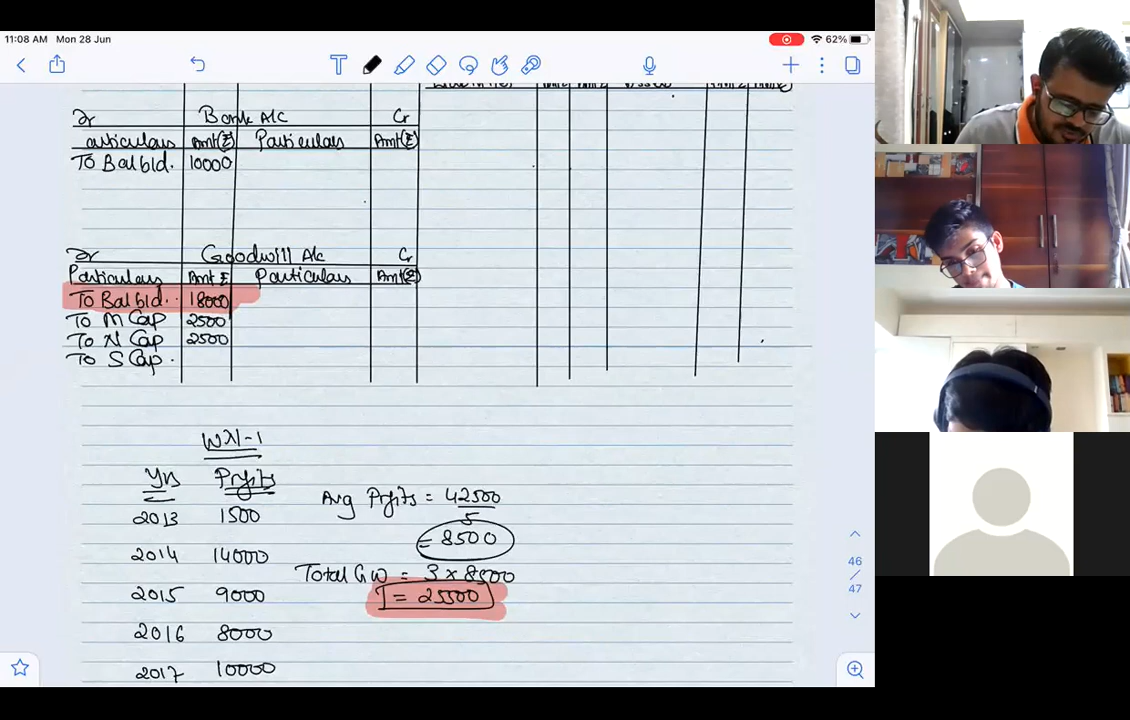 11:08 AM Mon 28 Jun
62%
T
Dr Bank A/c Cr
articulars Amt(₹) Particulars Amt(₹)
To Bal b/d. 10000
Dr Goodwill A/c Cr
Particulars Amt ₹ Particulars Amt(₹)
To Bal b/d. 18000
To M Cap 2500
To N Cap 2500
To S Cap.
WN-1
Yrs Profits
2013 1500
2014 14000
2015 9000
2016 8000
2017 10000
Avg Profits = 42500
5
= 8500
Total GW = 3 x 8500
= 25500
46
/
47